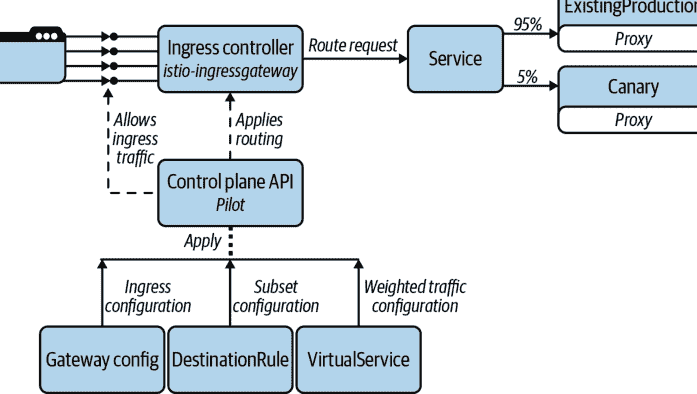 ExistingProduction
95%
Proxy
Ingress controller
istio-ingressgateway
Route request
Service
5%
Canary
Proxy
Allows
ingress
traffic
Applies
routing
Control plane API
Pilot
Apply
Ingress
configuration
Subset
configuration
Weighted traffic
configuration
Gateway config
DestinationRule
VirtualService